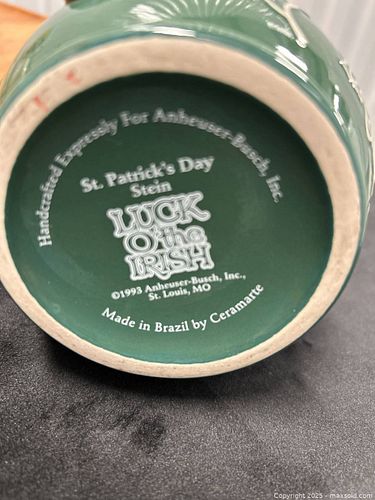 Handcrafted Expressly For Anheuser-Busch, Inc.
St. Patrick's Day
Stein
LUCK
O' the
IRISH
©1993 Anheuser-Busch, Inc.,
St. Louis, MO
Made in Brazil by Ceramarte
Copyright 2025 - maxsold.com